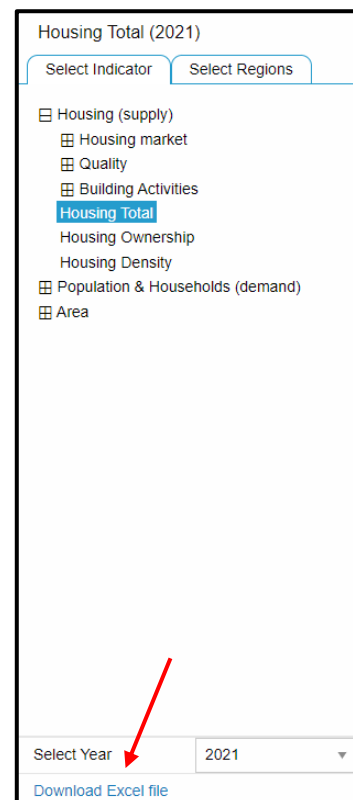 Housing Total (2021)
Select Indicator Select Regions
Housing (supply)
Housing market
Quality
Building Activities
Housing Total
Housing Ownership
Housing Density
Population & Households (demand)
Area
Select Year 2021
Download Excel file